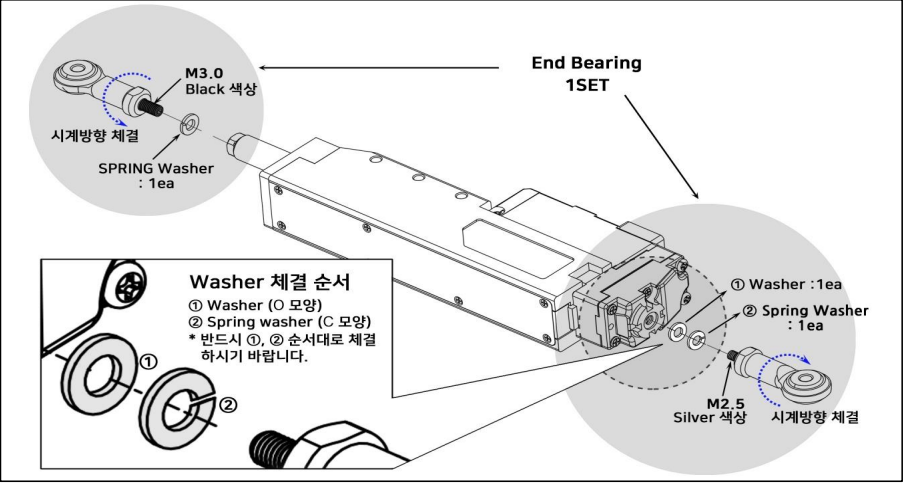 End Bearing
1SET
M3.0
Black 색상
시계방향 체결
SPRING Washer
: 1ea
Washer 체결 순서
① Washer (O 모양)
② Spring washer (C 모양)
* 반드시 ①, ② 순서대로 체결
하시기 바랍니다.
①
②
① Washer :1ea
② Spring Washer
: 1ea
M2.5
Silver 색상
시계방향 체결